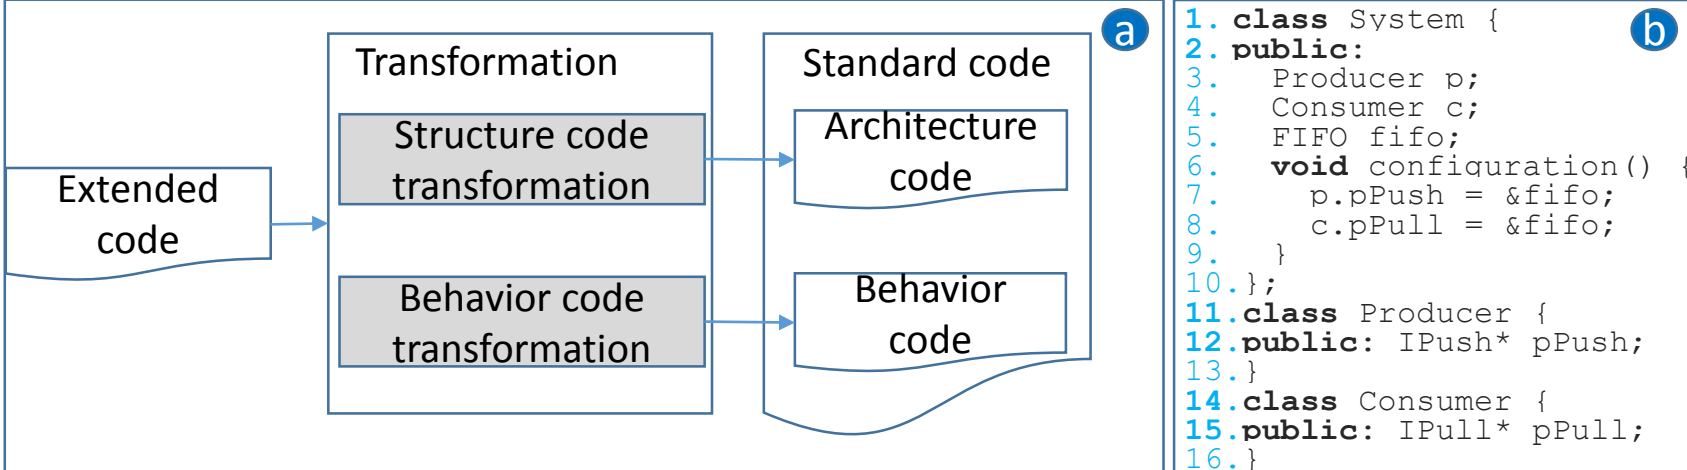 a
Transformation
Standard code
Structure code
transformation
Architecture
code
Extended
code
Behavior code
transformation
Behavior
code
b
1. class System {
2. public:
3. Producer p;
4. Consumer c;
5. FIFO fifo;
6. void configuration() {
7. p.pPush = &fifo;
8. c.pPull = &fifo;
9. }
10.};
11.class Producer {
12.public: IPush* pPush;
13.}
14.class Consumer {
15.public: IPull* pPull;
16.}